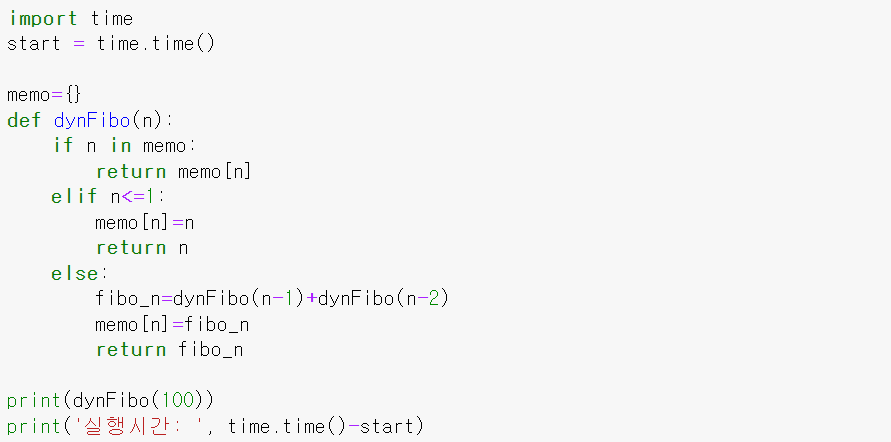 import time
start = time.time()

memo={}
def dynFibo(n):
    if n in memo:
        return memo[n]
    elif n<=1:
        memo[n]=n
        return n
    else:
        fibo_n=dynFibo(n-1)+dynFibo(n-2)
        memo[n]=fibo_n
        return fibo_n

print(dynFibo(100))
print('실행시간: ', time.time()-start)